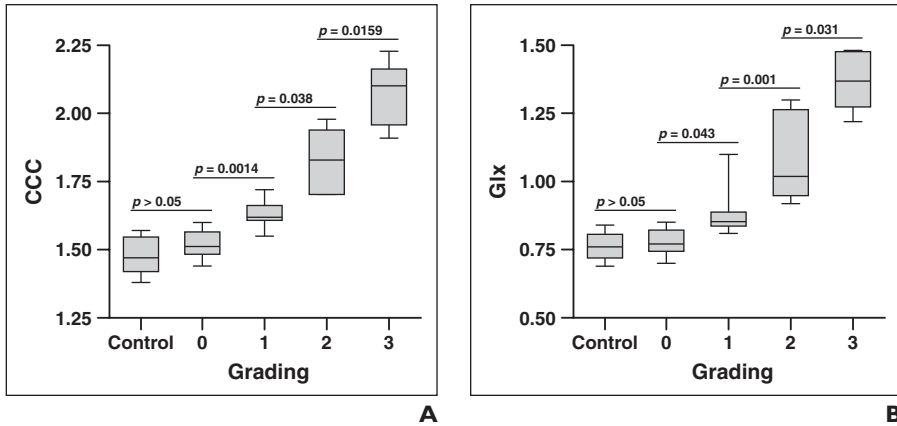 2.25
2.00
1.75
1.50
1.25
CCC
p = 0.0159
p = 0.038
p = 0.0014
p > 0.05
Control 0 1 2 3
Grading
A
1.50
1.25
1.00
0.75
0.50
Glx
p = 0.031
p = 0.001
p = 0.043
p > 0.05
Control 0 1 2 3
Grading
B